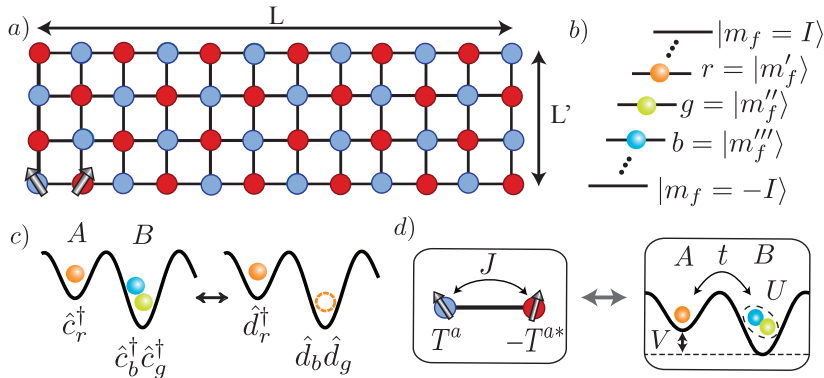 a)
L
L'
b)
|m_f = I⟩
r = |m'_f⟩
g = |m''_f⟩
b = |m'''_f⟩
|m_f = −I⟩
c)
A B
ĉ_r^† ĉ_b^† ĉ_g^† d̂_r^† d̂_b d̂_g
d)
J
T^a −T^{a*}
A t B
U
V